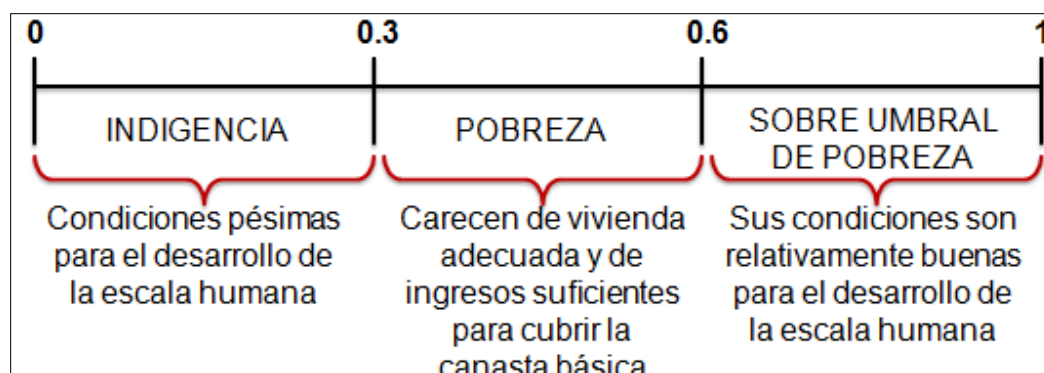 0 0.3 0.6 1
INDIGENCIA
POBREZA
SOBRE UMBRAL
DE POBREZA
Condiciones pésimas
para el desarrollo de
la escala humana
Carecen de vivienda
adecuada y de
ingresos suficientes
para cubrir la
canasta básica
Sus condiciones son
relativamente buenas
para el desarrollo de
la escala humana